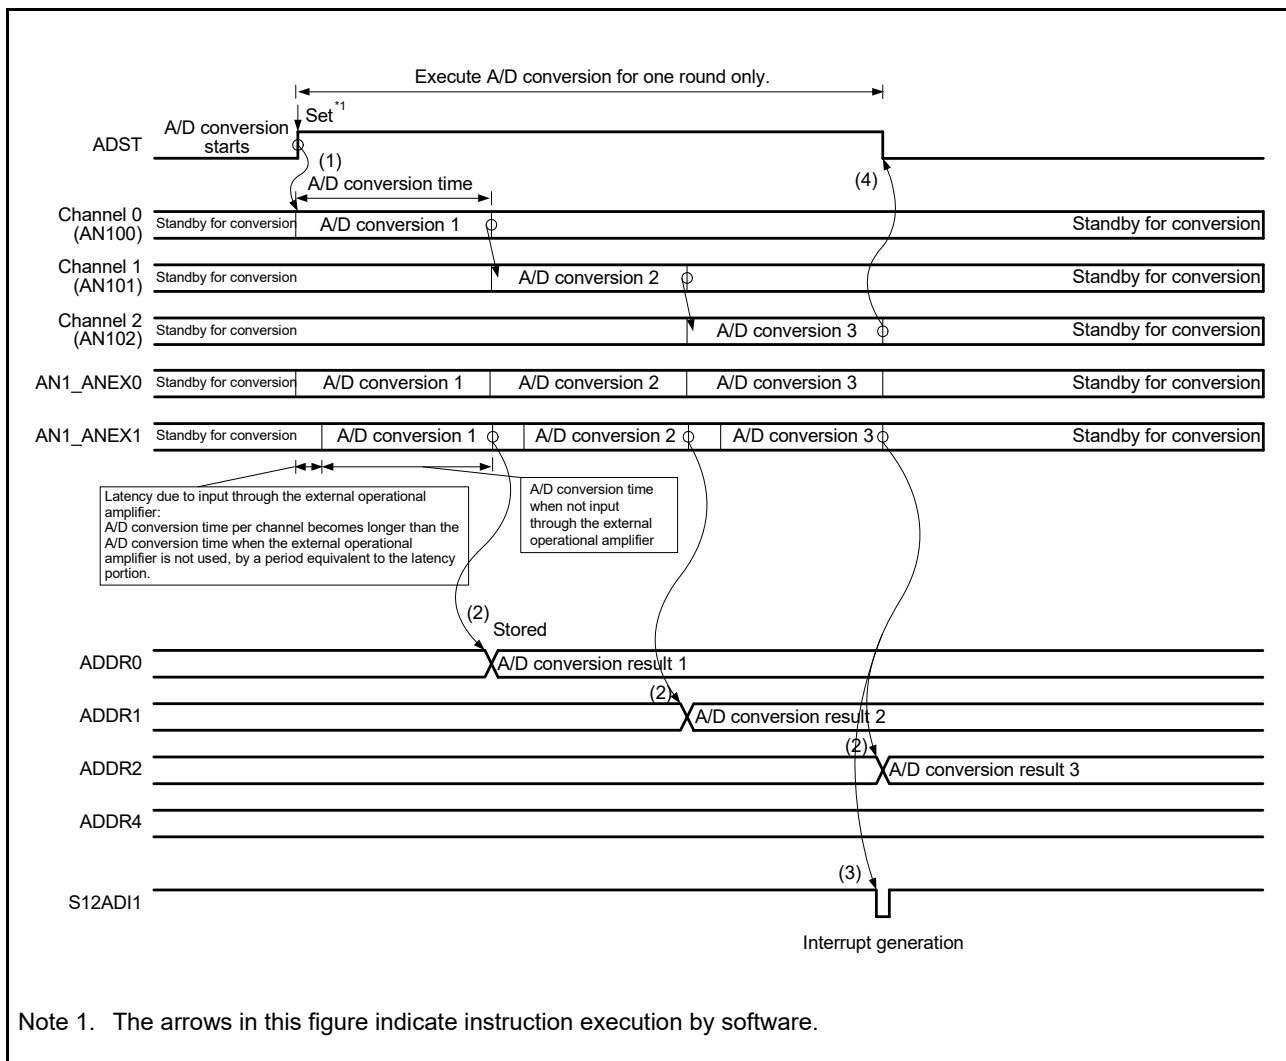 Execute A/D conversion for one round only.
Set*1
A/D conversion
starts
ADST
(1)
(4)
A/D conversion time
Channel 0
(AN100)
Standby for conversion
A/D conversion 1
Standby for conversion
Channel 1
(AN101)
Standby for conversion
A/D conversion 2
Standby for conversion
Channel 2
(AN102)
Standby for conversion
A/D conversion 3
Standby for conversion
AN1_ANEX0
Standby for conversion
A/D conversion 1
A/D conversion 2
A/D conversion 3
Standby for conversion
AN1_ANEX1
Standby for conversion
A/D conversion 1
A/D conversion 2
A/D conversion 3
Standby for conversion
Latency due to input through the external operational
amplifier:
A/D conversion time per channel becomes longer than the
A/D conversion time when the external operational
amplifier is not used, by a period equivalent to the latency
portion.
A/D conversion time
when not input
through the external
operational amplifier
(2)
Stored
ADDR0
A/D conversion result 1
(2)
ADDR1
A/D conversion result 2
(2)
ADDR2
A/D conversion result 3
ADDR4
(3)
S12ADI1
Interrupt generation
Note 1. The arrows in this figure indicate instruction execution by software.